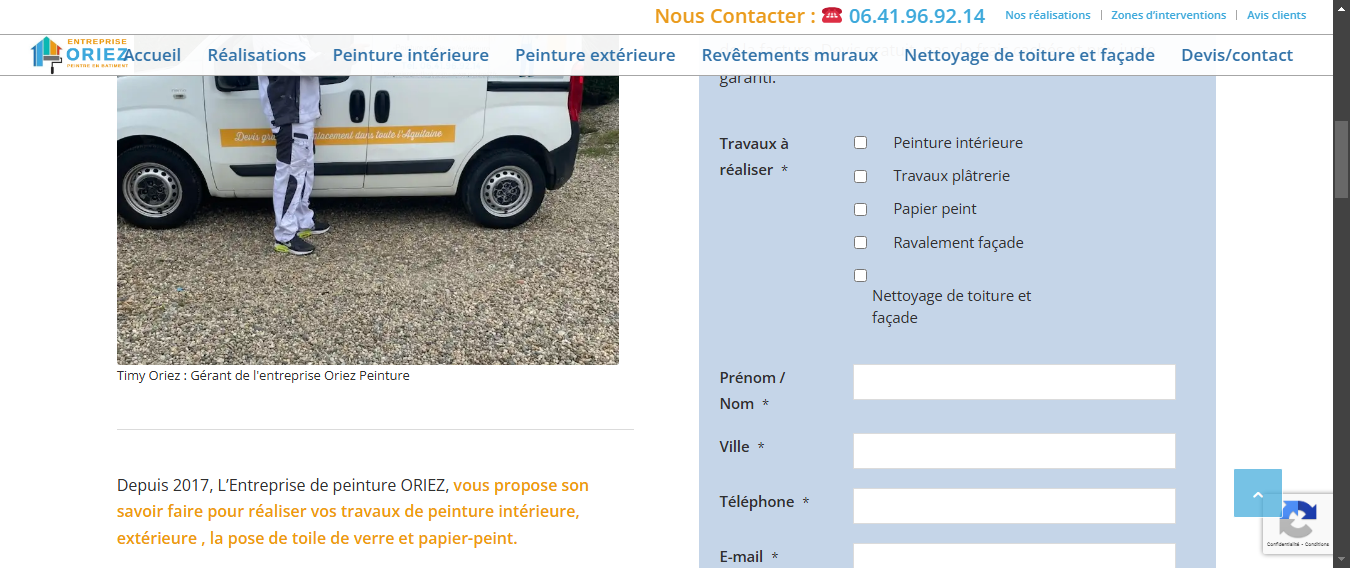 Nous Contacter : ☎ 06.41.96.92.14
Nos réalisations
Zones d'interventions
Avis clients
ENTREPRISE
ORIEZ
PEINTRE EN BATIMENT
Accueil
Réalisations
Peinture intérieure
Peinture extérieure
Revêtements muraux
Nettoyage de toiture et façade
Devis/contact
Devis
dans toute l'Aquitaine
Timy Oriez : Gérant de l'entreprise Oriez Peinture
Depuis 2017, L'Entreprise de peinture ORIEZ, vous propose son
savoir faire pour réaliser vos travaux de peinture intérieure,
extérieure , la pose de toile de verre et papier-peint.
garanti.
Travaux à
réaliser *
Peinture intérieure
Travaux plâtrerie
Papier peint
Ravalement façade
Nettoyage de toiture et
façade
Prénom /
Nom *
Ville *
Téléphone *
E-mail *
Confidentialité - Conditions